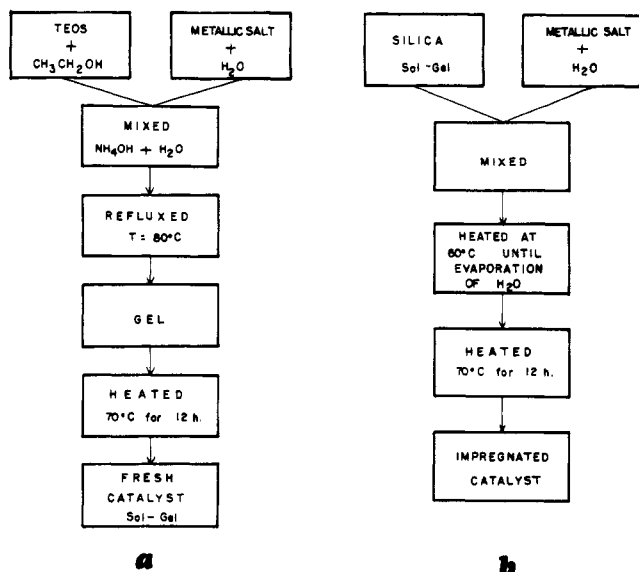 TEOS
+
CH₃CH₂OH
METALLIC SALT
+
H₂O
MIXED
NH₄OH + H₂O
REFLUXED
T = 80°C
GEL
HEATED
70°C for 12 h.
FRESH
CATALYST
Sol-Gel
a
SILICA
Sol-Gel
METALLIC SALT
+
H₂O
MIXED
HEATED AT
60°C UNTIL
EVAPORATION
OF H₂O
HEATED
70°C for 12 h.
IMPREGNATED
CATALYST
b